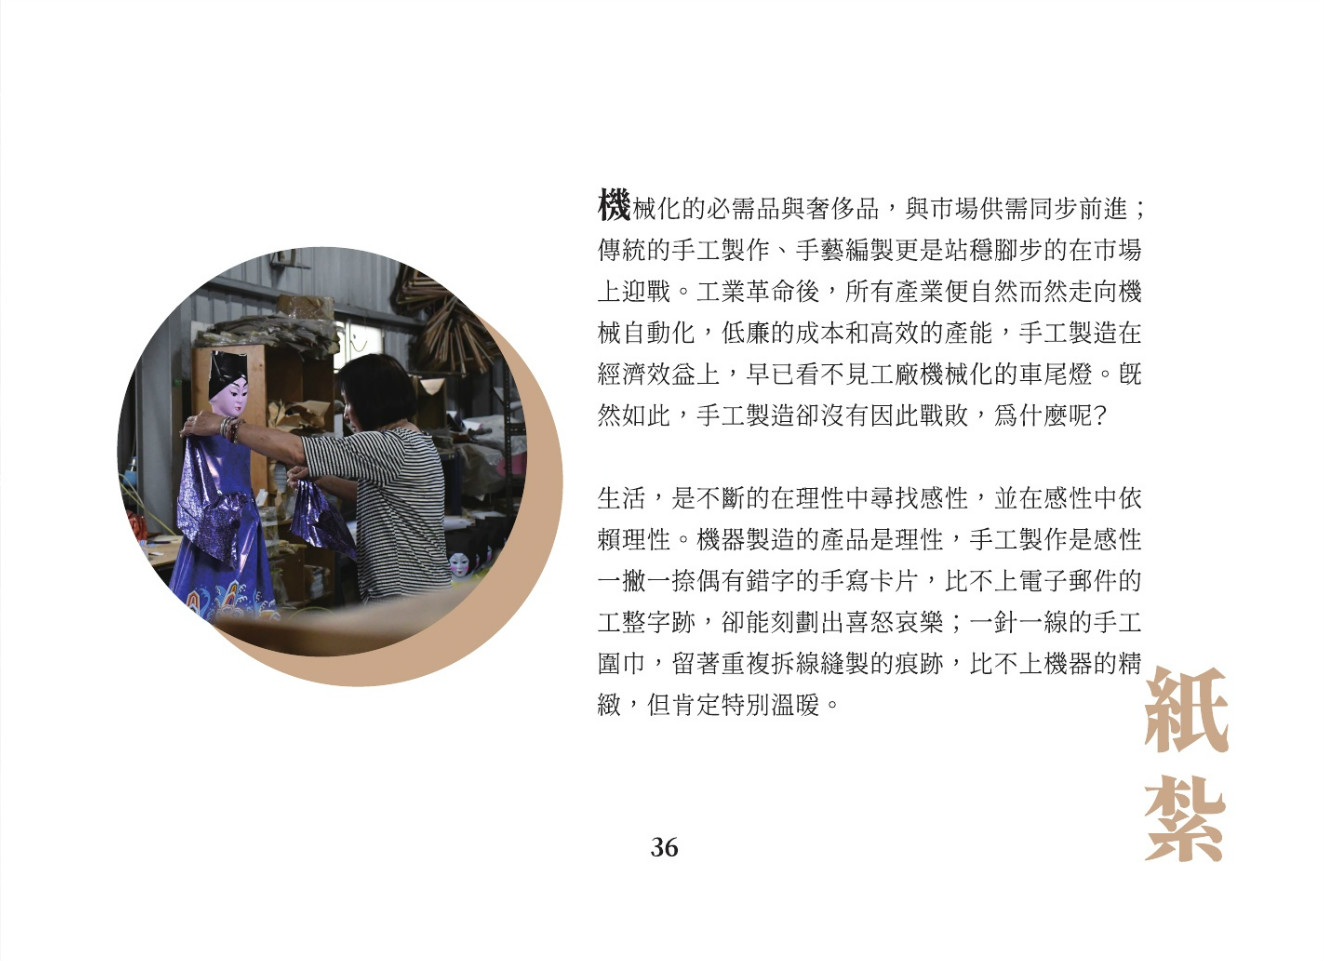 機械化的必需品與奢侈品，與市場供需同步前進；
傳統的手工製作、手藝編製更是站穩腳步的在市場
上迎戰。工業革命後，所有產業便自然而然走向機
械自動化，低廉的成本和高效的產能，手工製造在
經濟效益上，早已看不見工廠機械化的車尾燈。既
然如此，手工製造卻沒有因此戰敗，為什麼呢？
生活，是不斷的在理性中尋找感性，並在感性中依
賴理性。機器製造的產品是理性，手工製作是感性
一撇一捺偶有錯字的手寫卡片，比不上電子郵件的
工整字跡，卻能刻劃出喜怒哀樂；一針一線的手工
圍巾，留著重複拆線縫製的痕跡，比不上機器的精
緻，但肯定特別溫暖。
紙
紮
36